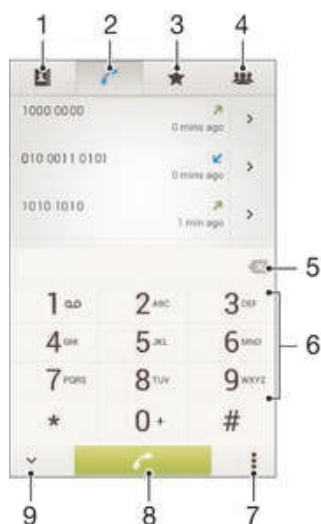 1 2 3 4
1000 0000
0 mins ago
010 0011 0101
0 mins ago
1010 1010
1 min ago
5
1 2 ABC 3 DEF
4 GHI 5 JKL 6 MNO
6
7 PQRS 8 TUV 9 WXYZ
* 0 + #
9 8 7